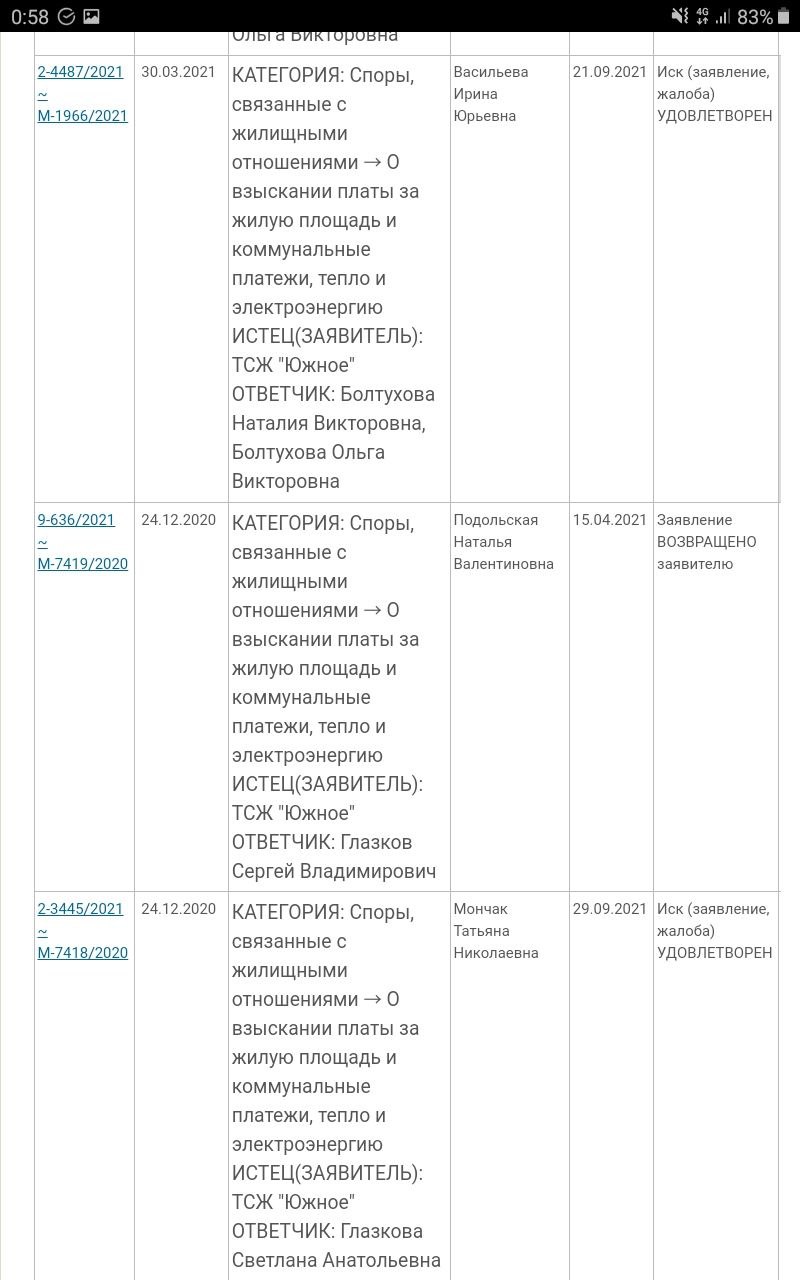 0:58
4G
83%
Ольга Викторовна
2-4487/2021
~
М-1966/2021
30.03.2021
КАТЕГОРИЯ: Споры,
связанные с
жилищными
отношениями → О
взыскании платы за
жилую площадь и
коммунальные
платежи, тепло и
электроэнергию
ИСТЕЦ(ЗАЯВИТЕЛЬ):
ТСЖ "Южное"
ОТВЕТЧИК: Болтухова
Наталия Викторовна,
Болтухова Ольга
Викторовна
Васильева
Ирина
Юрьевна
21.09.2021
Иск (заявление,
жалоба)
УДОВЛЕТВОРЕН
9-636/2021
~
М-7419/2020
24.12.2020
КАТЕГОРИЯ: Споры,
связанные с
жилищными
отношениями → О
взыскании платы за
жилую площадь и
коммунальные
платежи, тепло и
электроэнергию
ИСТЕЦ(ЗАЯВИТЕЛЬ):
ТСЖ "Южное"
ОТВЕТЧИК: Глазков
Сергей Владимирович
Подольская
Наталья
Валентиновна
15.04.2021
Заявление
ВОЗВРАЩЕНО
заявителю
2-3445/2021
~
М-7418/2020
24.12.2020
КАТЕГОРИЯ: Споры,
связанные с
жилищными
отношениями → О
взыскании платы за
жилую площадь и
коммунальные
платежи, тепло и
электроэнергию
ИСТЕЦ(ЗАЯВИТЕЛЬ):
ТСЖ "Южное"
ОТВЕТЧИК: Глазкова
Светлана Анатольевна
Мончак
Татьяна
Николаевна
29.09.2021
Иск (заявление,
жалоба)
УДОВЛЕТВОРЕН